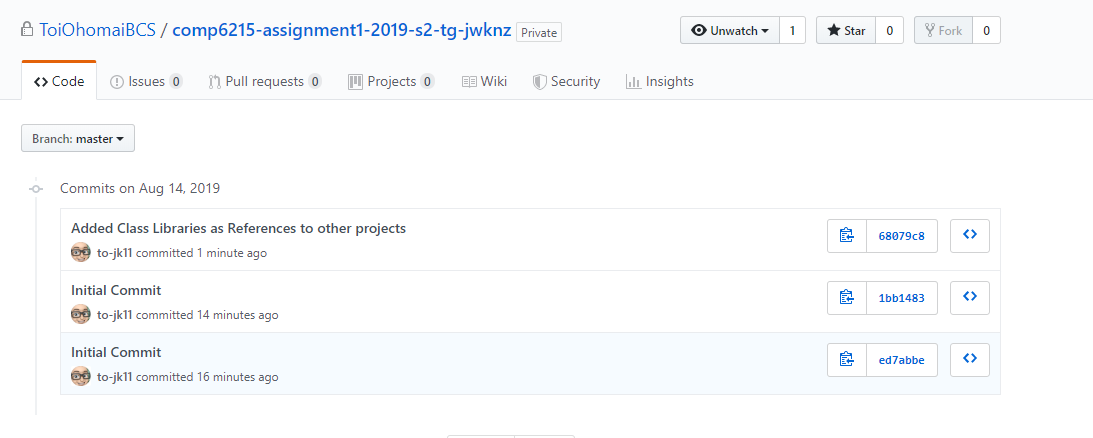 ToiOhomaiBCS / comp6215-assignment1-2019-s2-tg-jwknz Private Unwatch 1 Star 0 Fork 0
Code Issues 0 Pull requests 0 Projects 0 Wiki Security Insights
Branch: master
Commits on Aug 14, 2019
Added Class Libraries as References to other projects
to-jk11 committed 1 minute ago
68079c8
Initial Commit
to-jk11 committed 14 minutes ago
1bb1483
Initial Commit
to-jk11 committed 16 minutes ago
ed7abbe